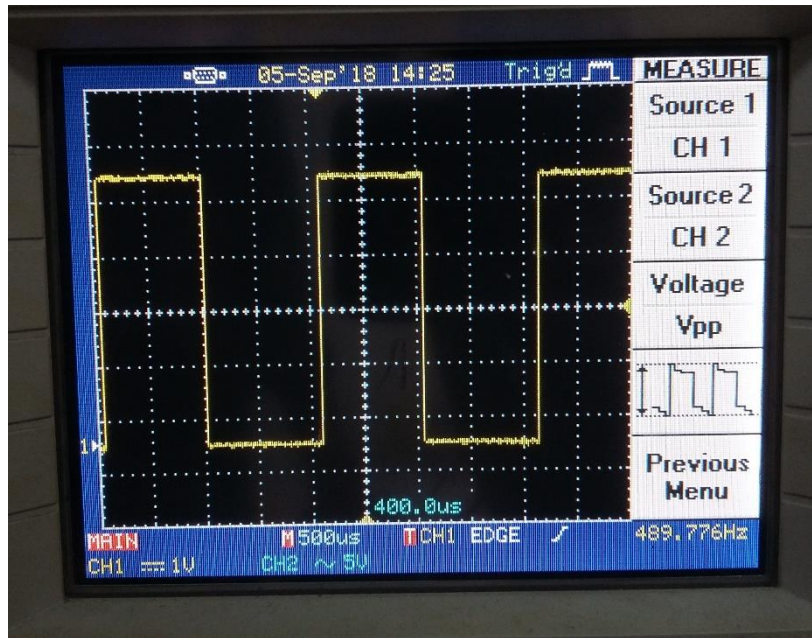 05-Sep'18 14:25 Trig'd MEASURE
Source 1
CH 1
Source 2
CH 2
Voltage
Vpp
1
Previous
Menu
400.0us
MAIN M 500us T CH1 EDGE 489.776Hz
CH1 1V CH2 5V